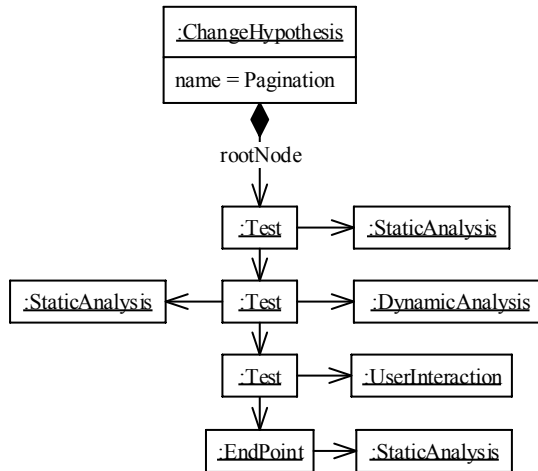 :ChangeHypothesis
name = Pagination
rootNode
:Test
:StaticAnalysis
:StaticAnalysis
:Test
:DynamicAnalysis
:Test
:UserInteraction
:EndPoint
:StaticAnalysis